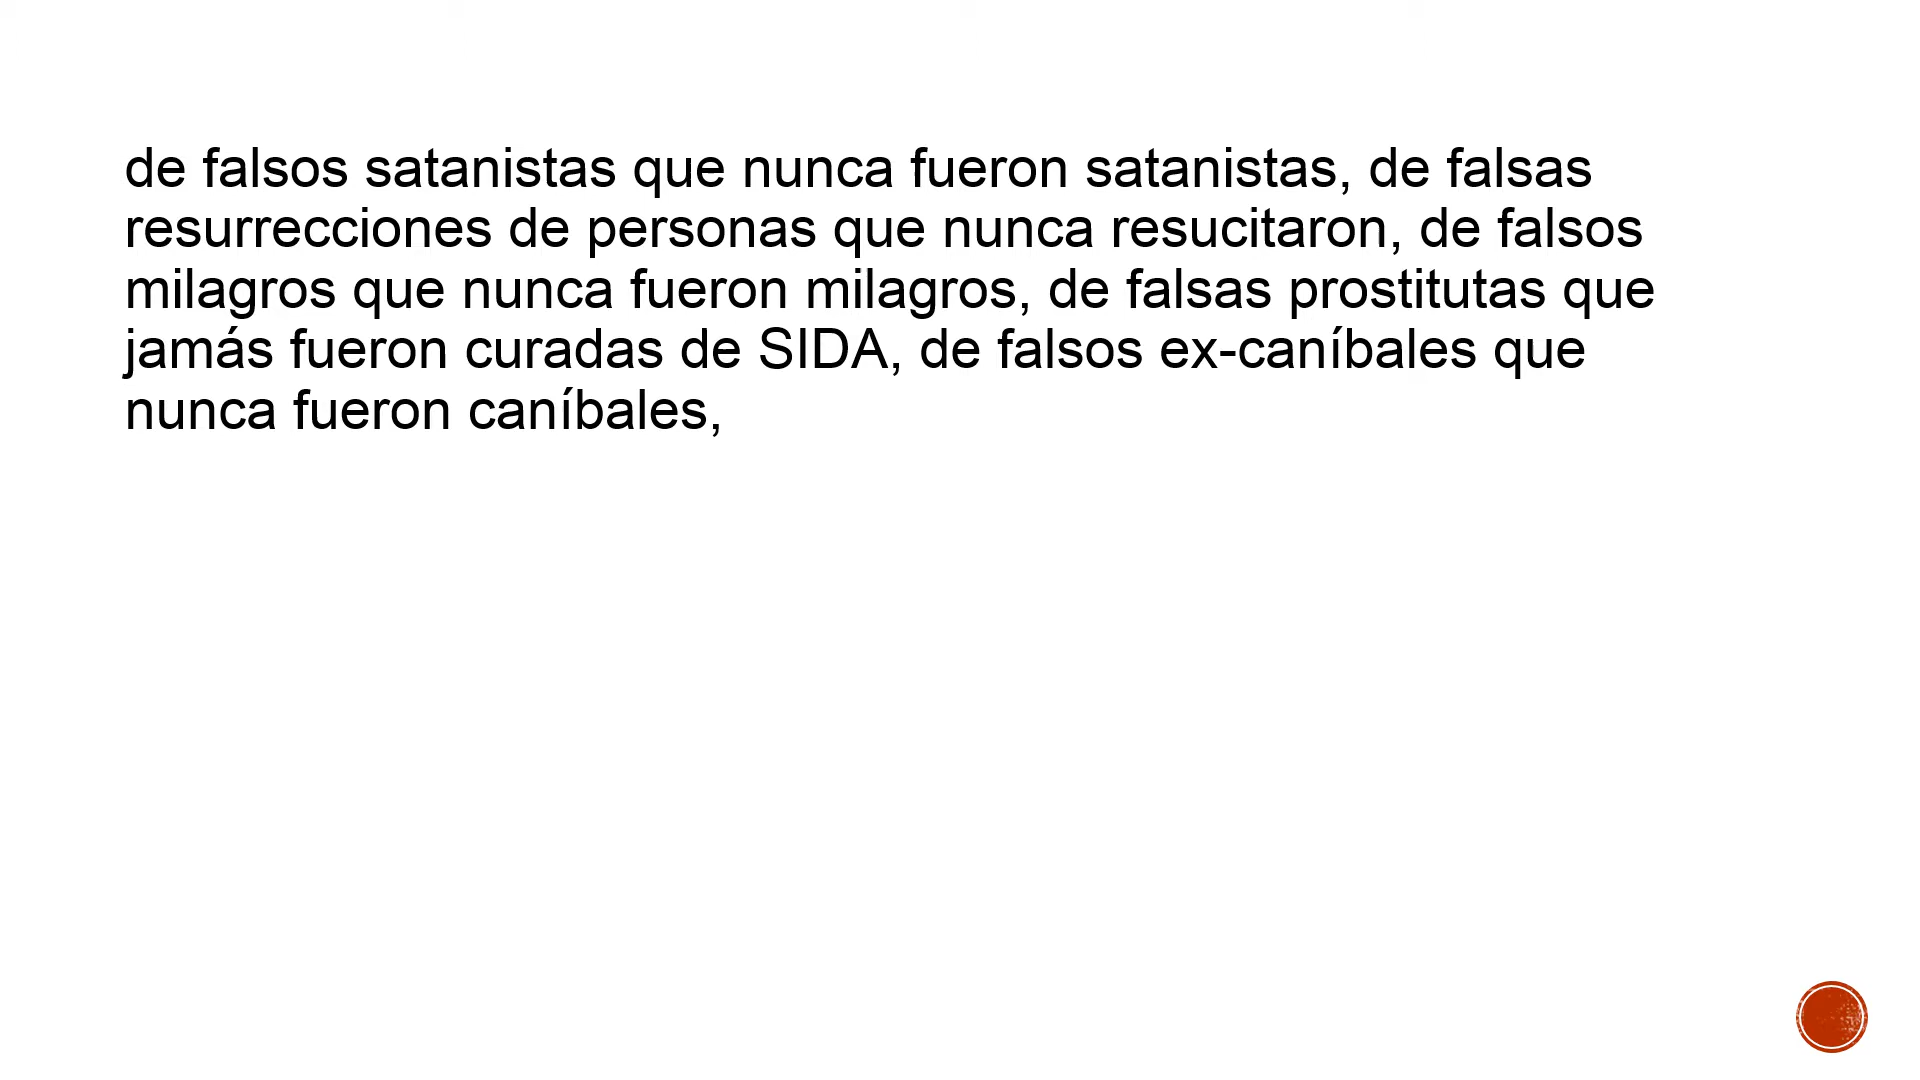 de falsos satanistas que nunca fueron satanistas, de falsas
resurrecciones de personas que nunca resucitaron, de falsos
milagros que nunca fueron milagros, de falsas prostitutas que
jamás fueron curadas de SIDA, de falsos ex-caníbales que
nunca fueron caníbales,